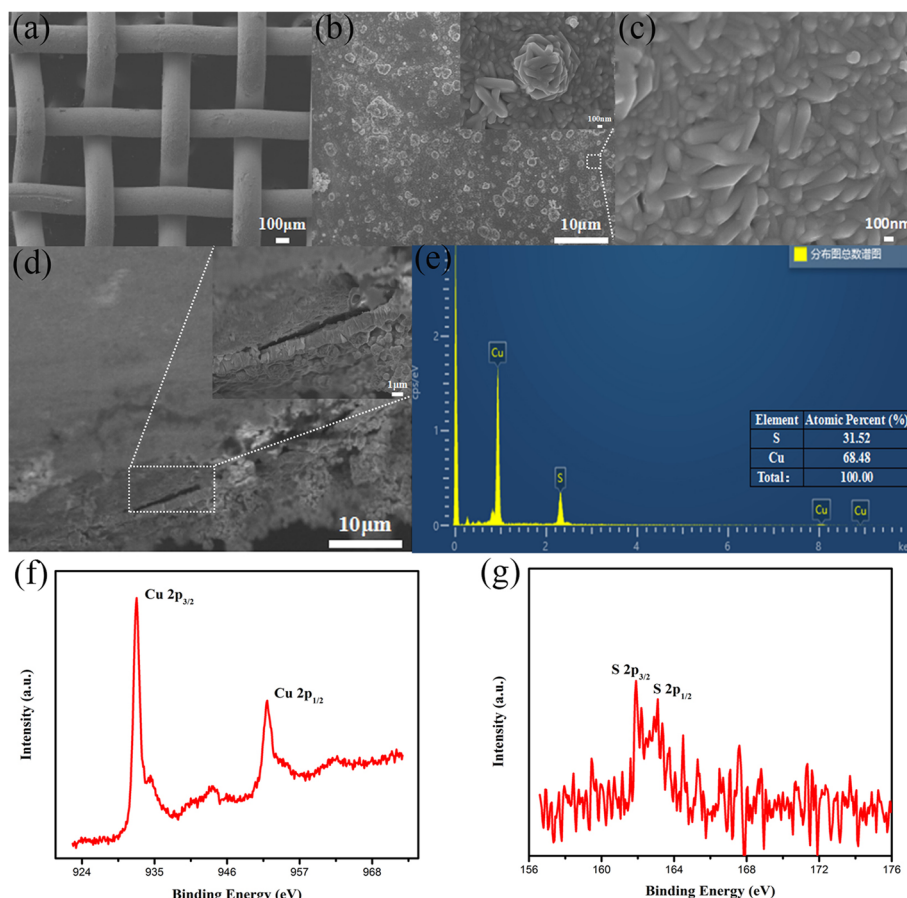 (a)
100μm
(b)
100nm
10μm
(c)
100nm
(d)
1μm
10μm
(e)
分布图总数谱图
cps/eV
2
1
0
Cu
S
Cu
Cu
0 2 4 6 8
Element Atomic Percent (%)
S 31.52
Cu 68.48
Total: 100.00
(f)
Cu 2p3/2
Cu 2p1/2
Intensity (a.u.)
924 935 946 957 968
Binding Energy (eV)
(g)
S 2p3/2
S 2p1/2
Intensity (a.u.)
156 160 164 168 172 176
Binding Energy (eV)